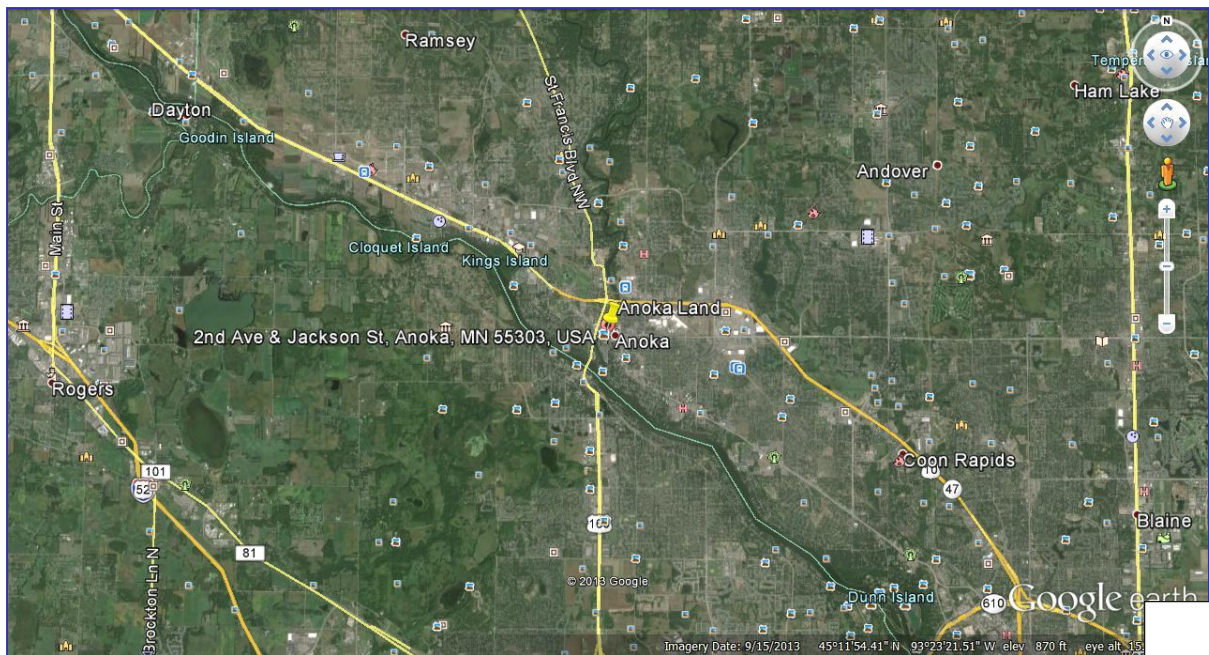 N
Ramsey
Ham Lake
Dayton
Goodin Island
St Francis Blvd NW
Andover
Main St
Cloquet Island
Kings Island
Anoka Land
2nd Ave & Jackson St, Anoka, MN 55303, USA
Anoka
Rogers
Coon Rapids
10
47
101
52
Blaine
81
Brockton Ln N
© 2013 Google
Dunn Island
610
Google earth
Imagery Date: 9/15/2013 45°11'54.41" N 93°23'21.51" W elev 870 ft eye alt